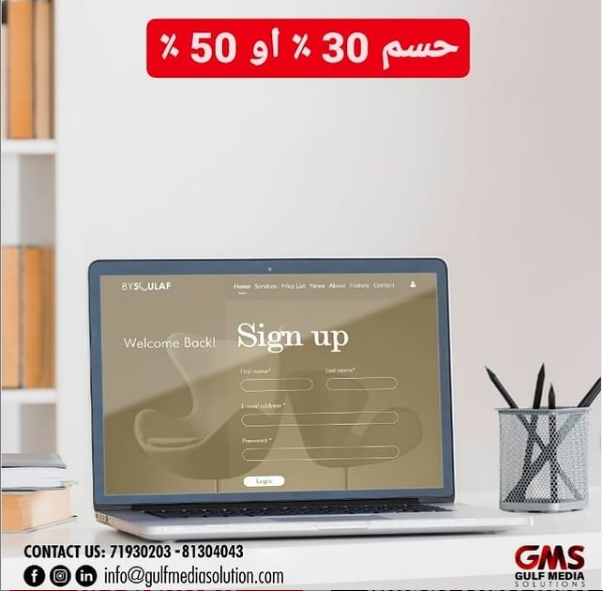 حسم 30 ٪ او 50 ٪
BYSULAF
Home Services Price List News About History Contact
Welcome Back!
Sign up
First name*
Last name*
E-mail address *
Password *
Login
CONTACT US: 71930203 -81304043
info@gulfmediasolution.com
GMS
GULF MEDIA
SOLUTIONS